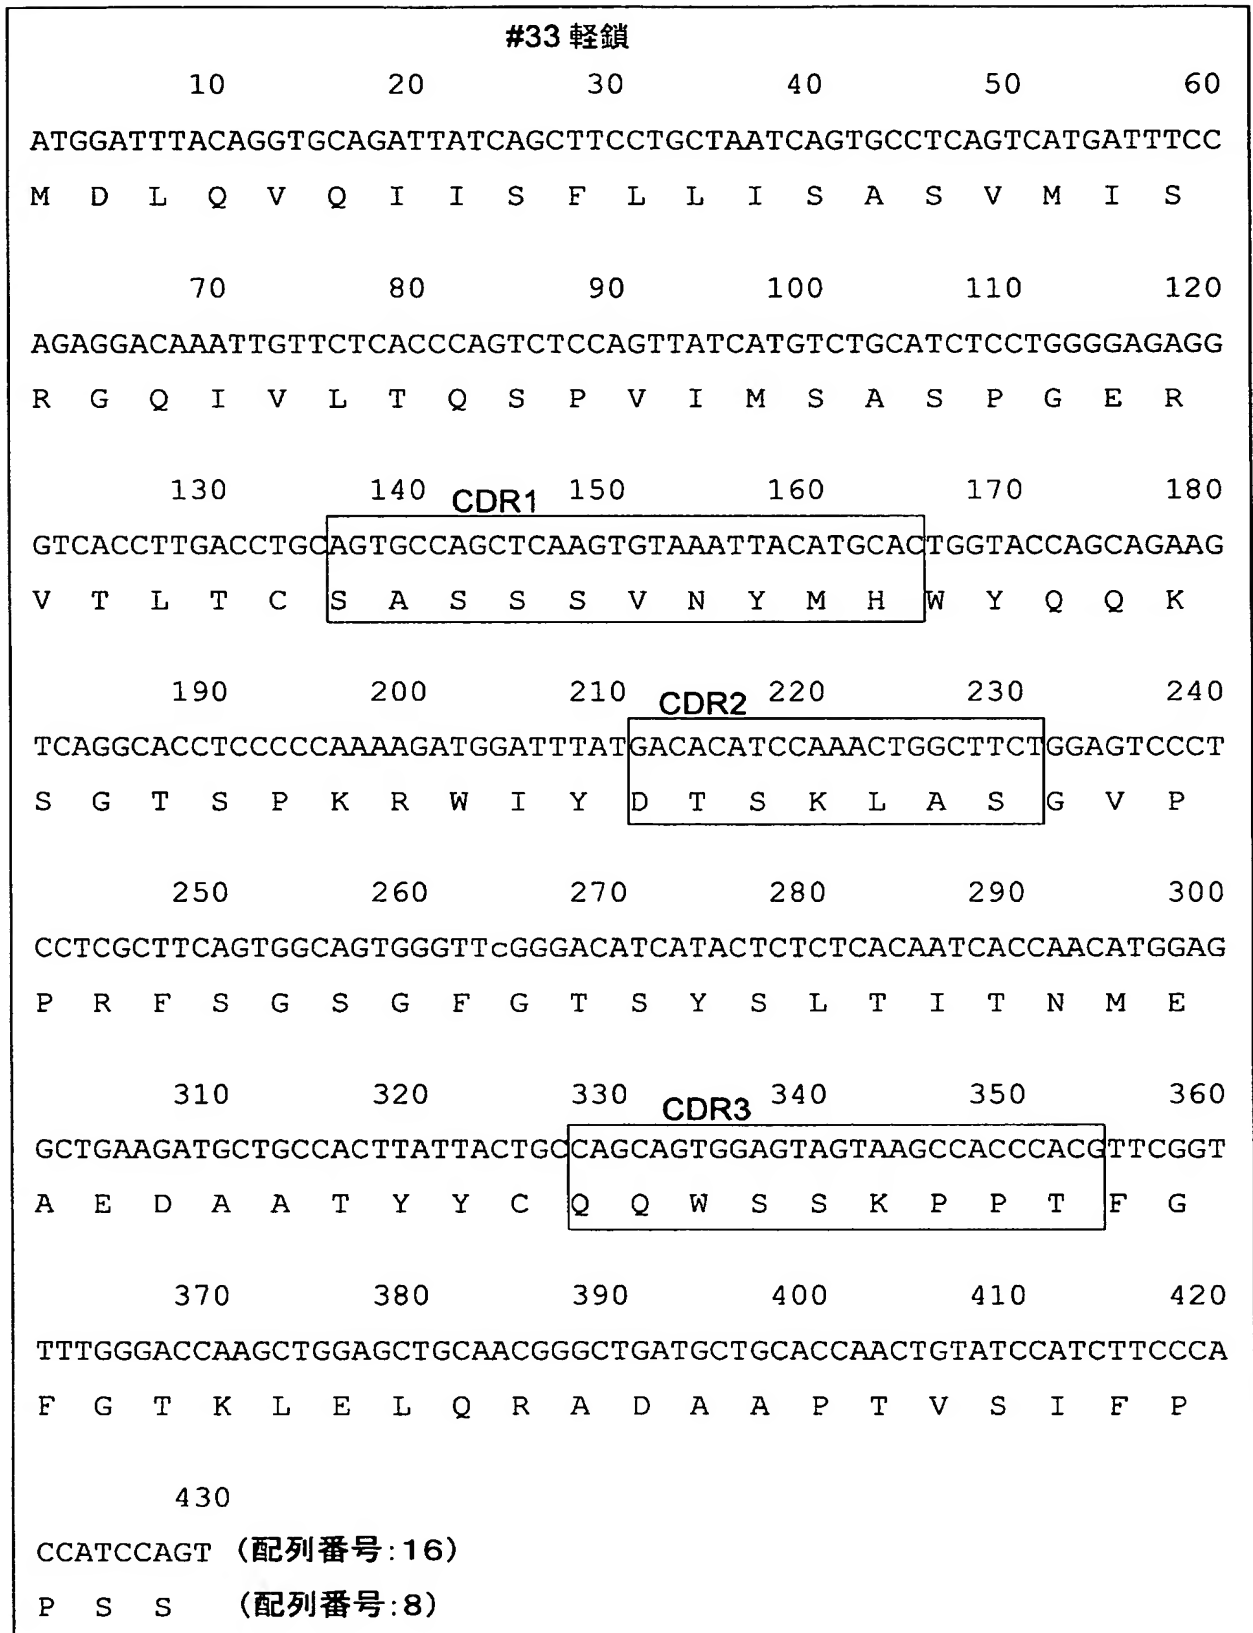 #33 軽鎖
10 20 30 40 50 60
ATGGATTTACAGGTGCAGATTATCAGCTTCCTGCTAATCAGTGCCTCAGTCATGATTTCC
M D L Q V Q I I S F L L I S A S V M I S
70 80 90 100 110 120
AGAGGACAAATTGTTCTCACCCAGTCTCCAGTTATCATGTCTGCATCTCCTGGGGAGAGG
R G Q I V L T Q S P V I M S A S P G E R
130 140 CDR1 150 160 170 180
GTCACCTTGACCTGCAGTGCCAGCTCAAGTGTAAATTACATGCACTGGTACCAGCAGAAG
V T L T C S A S S S V N Y M H W Y Q Q K
190 200 210 CDR2 220 230 240
TCAGGCACCTCCCCCAAAAGATGGATTTATGACACATCCAAACTGGCTTCTGGAGTCCCT
S G T S P K R W I Y D T S K L A S G V P
250 260 270 280 290 300
CCTCGCTTCAGTGGCAGTGGGTTcGGGACATCATACTCTCTCACAATCACCAACATGGAG
P R F S G S G F G T S Y S L T I T N M E
310 320 330 CDR3 340 350 360
GCTGAAGATGCTGCCACTTATTACTGCCAGCAGTGGAGTAGTAAGCCACCCACGTTCGGT
A E D A A T Y Y C Q Q W S S K P P T F G
370 380 390 400 410 420
TTTGGGACCAAGCTGGAGCTGCAACGGGCTGATGCTGCACCAACTGTATCCATCTTCCCA
F G T K L E L Q R A D A A P T V S I F P
430
CCATCCAGT (配列番号:16)
P S S (配列番号:8)